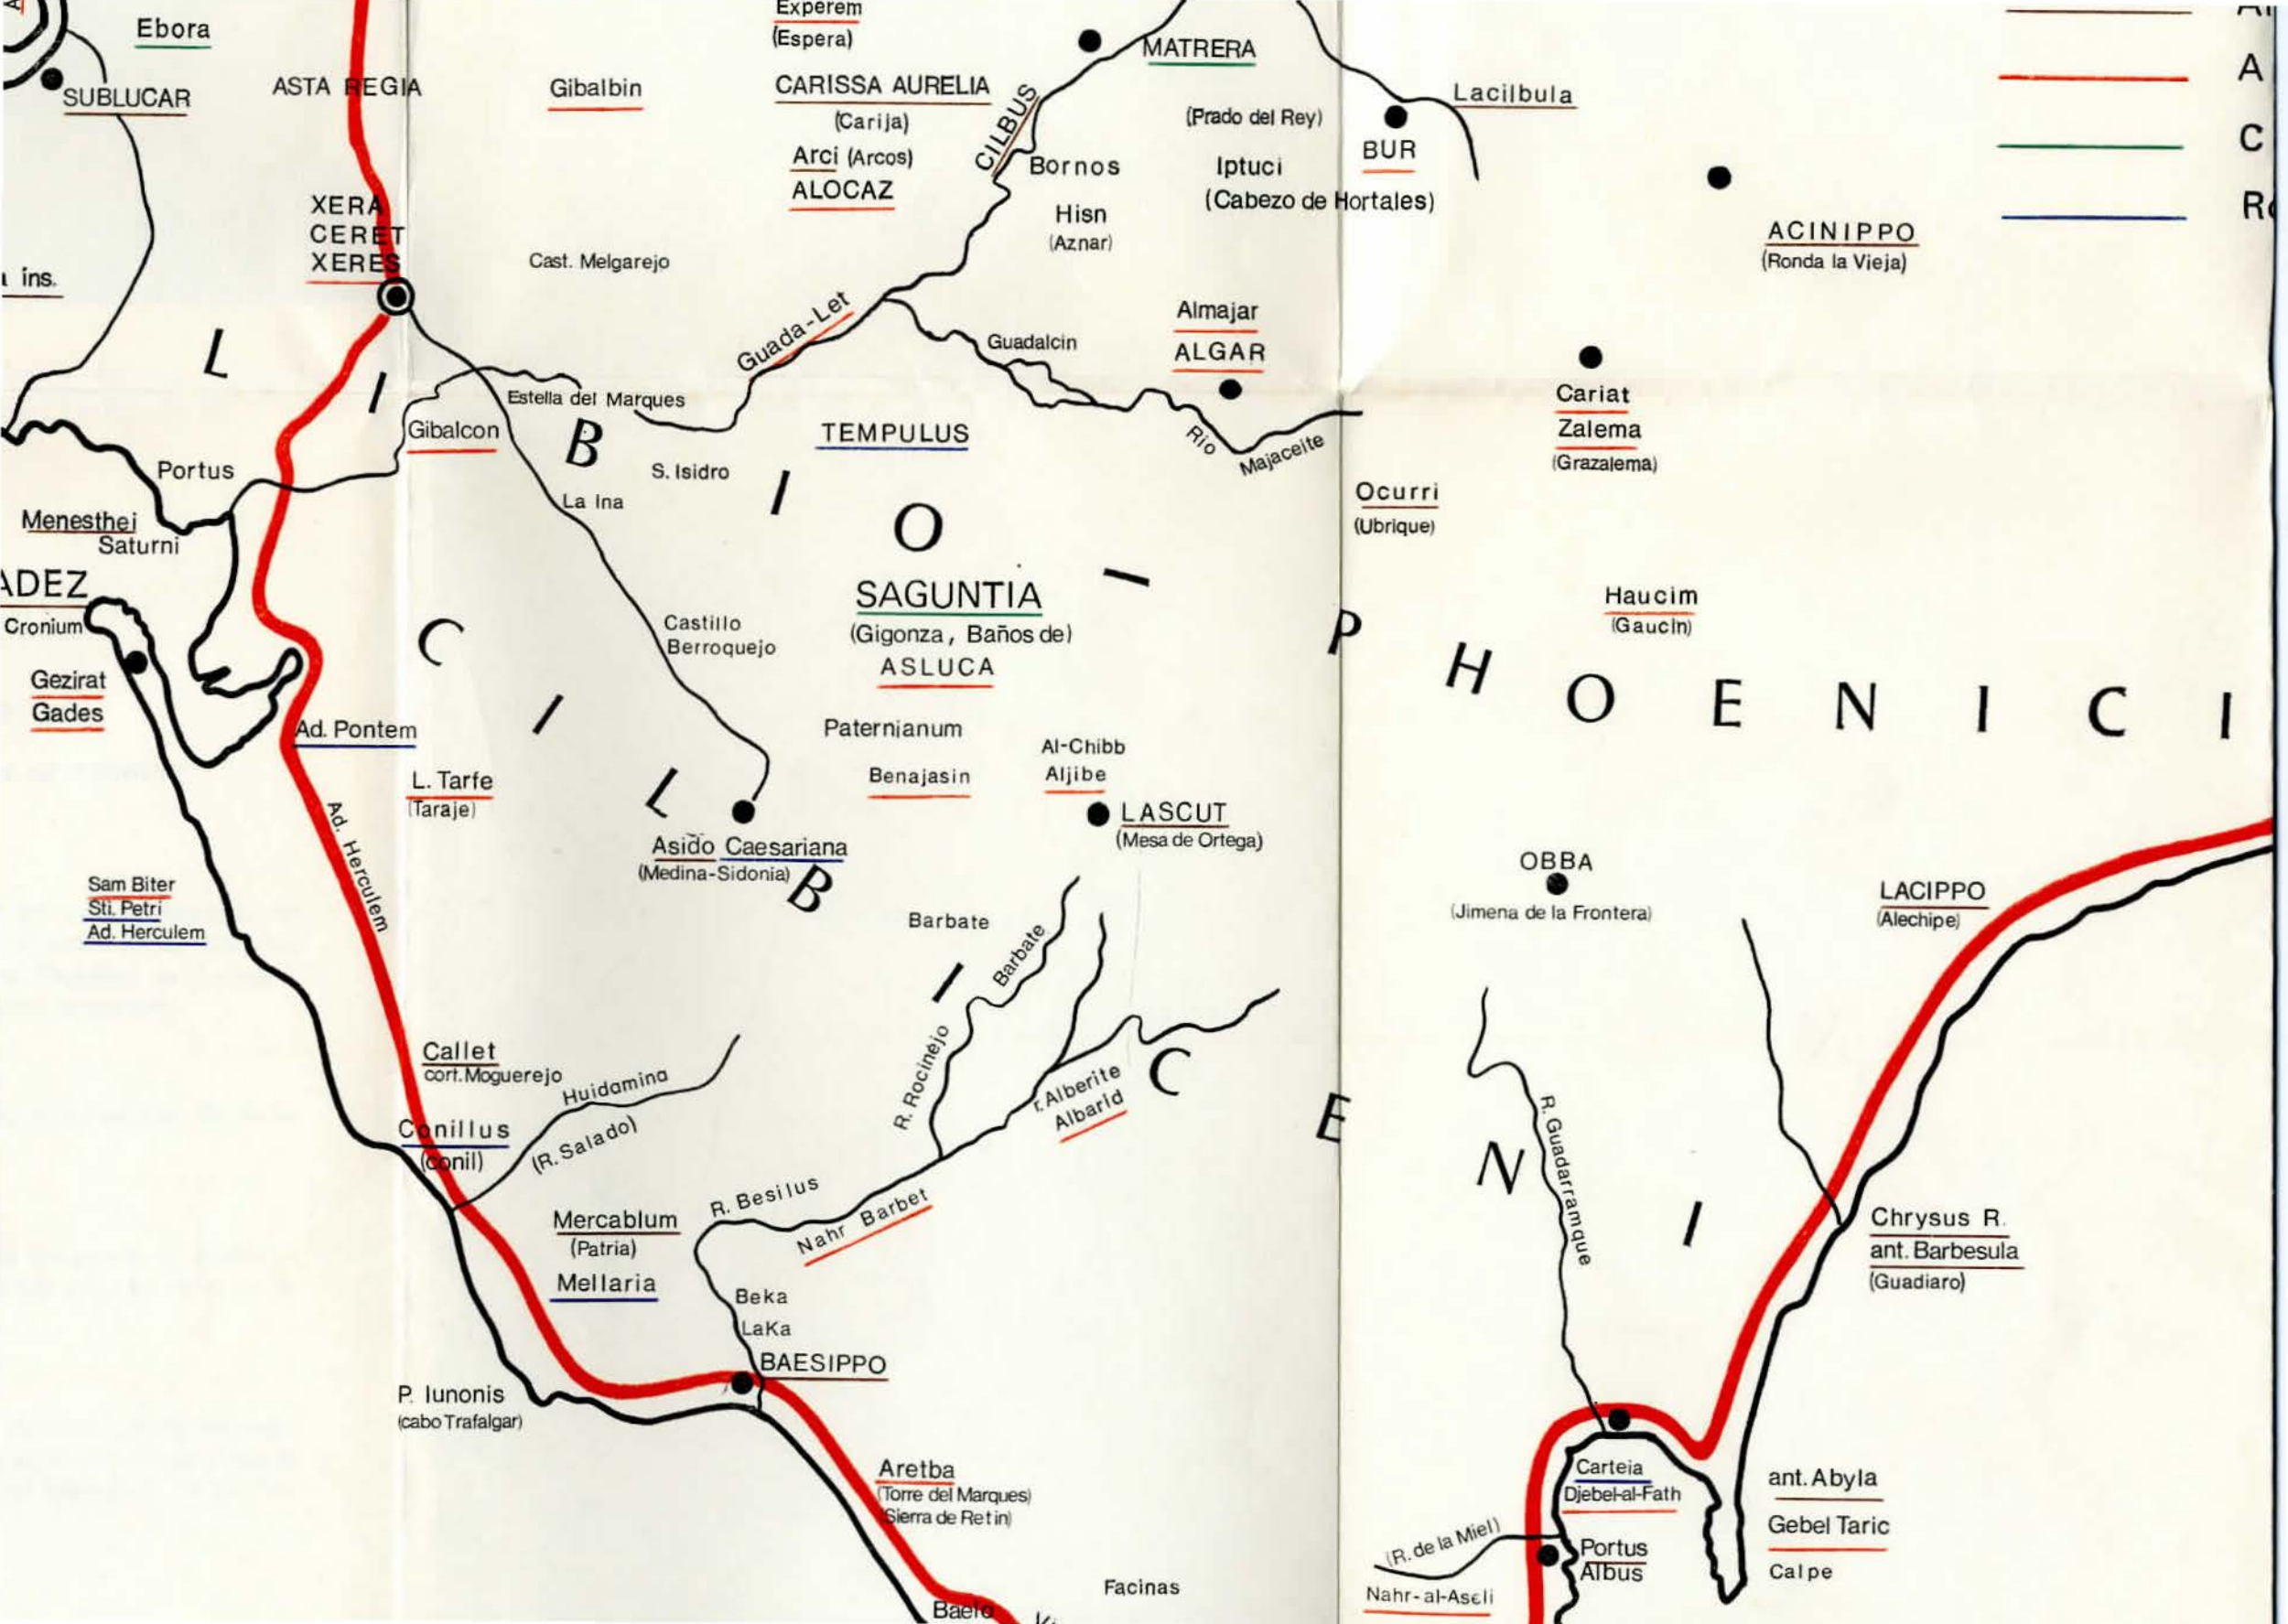 Experem
(Espera)
Ebora
SUBLUCAR
ASTA REGIA
Gibalbin
CARISSA AURELIA
(Carija)
Arci (Arcos)
ALOCAZ
CILBUS
MATRERA
(Prado del Rey)
Bornos
Iptuci
(Cabezo de Hortales)
Hisn
(Aznar)
BUR
Lacilbula
A
C
ACINIPPO
(Ronda la Vieja)
XERA
CERET
XERES
ins.
Cast. Melgarejo
Guada-Let
Guadalcin
Almajar
ALGAR
Cariat
Zalema
(Grazalema)
Estella del Marques
Gibalcon
TEMPULUS
Rio
Majaceite
S. Isidro
La Ina
Ocurri
(Ubrique)
Portus
Menesthei
Saturni
ADEZ
Cronium
Gezirat
Gades
SAGUNTIA
(Gigonza, Baños de)
ASLUCA
Castillo
Berroquejo
Haucim
(Gaucin)
L I B I O - P H O E N I C I
Ad. Pontem
L. Tarfe
(Taraje)
Ad. Herculem
Paternianum
Benajasin
Al-Chibb
Aljibe
LASCUT
(Mesa de Ortega)
Asido Caesariana
(Medina-Sidonia)
C I L B I C E N I
OBBA
(Jimena de la Frontera)
LACIPPO
(Alechipe)
Sam Biter
Sti. Petri
Ad. Herculem
Barbate
Barbate
R. Rocinejo
r. Alberite
Albarid
Callet
cort. Moguerejo
Huidamina
(R. Salado)
Conillus
(conil)
R. Guadarramque
Mercablum
(Patria)
Mellaria
R. Besilus
Nahr Barbet
Chrysus R.
ant. Barbesula
(Guadiaro)
Beka
LaKa
BAESIPPO
P. Iunonis
(cabo Trafalgar)
Aretba
(Torre del Marques)
(Sierra de Retin)
Carteia
Djebel-al-Fath
ant. Abyla
Gebel Taric
Calpe
(R. de la Miel)
Portus
Albus
Nahr-al-Aseli
Facinas
Baelo